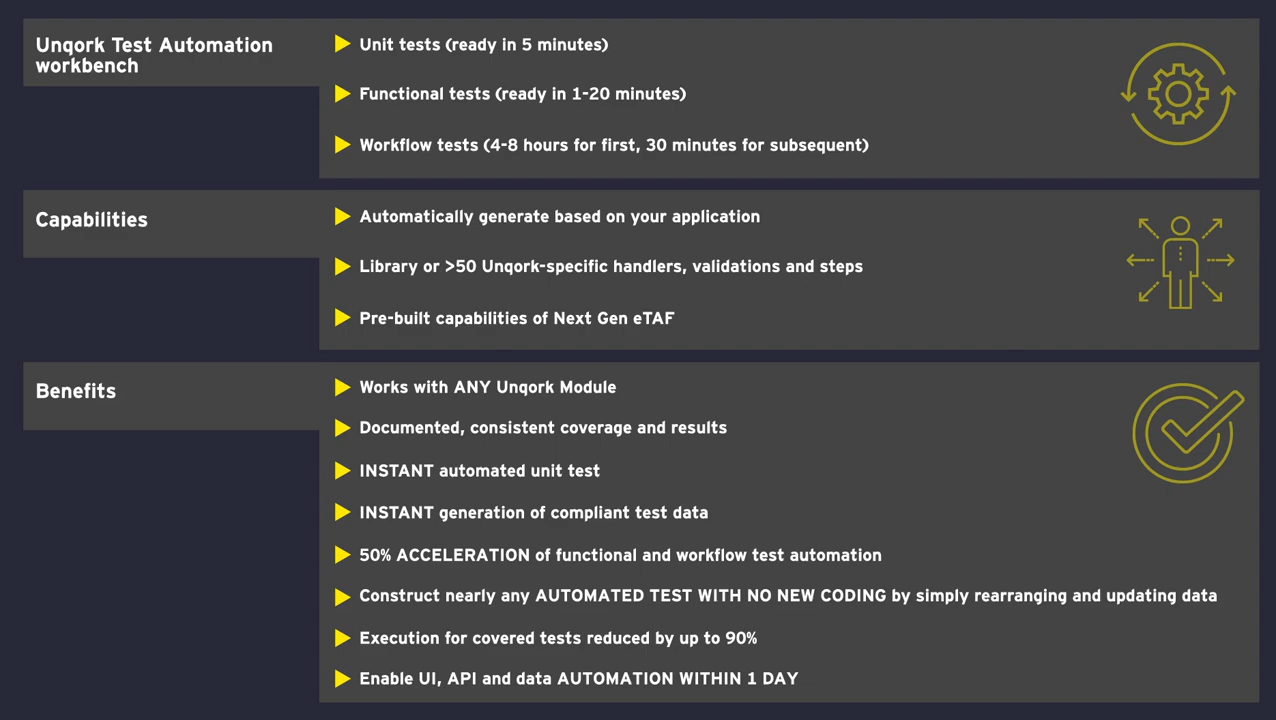 Unqork Test Automation
workbench
Unit tests (ready in 5 minutes)
Functional tests (ready in 1-20 minutes)
Workflow tests (4-8 hours for first, 30 minutes for subsequent)
Capabilities
Automatically generate based on your application
Library or >50 Unqork-specific handlers, validations and steps
Pre-built capabilities of Next Gen eTAF
Benefits
Works with ANY Unqork Module
Documented, consistent coverage and results
INSTANT automated unit test
INSTANT generation of compliant test data
50% ACCELERATION of functional and workflow test automation
Construct nearly any AUTOMATED TEST WITH NO NEW CODING by simply rearranging and updating data
Execution for covered tests reduced by up to 90%
Enable UI, API and data AUTOMATION WITHIN 1 DAY